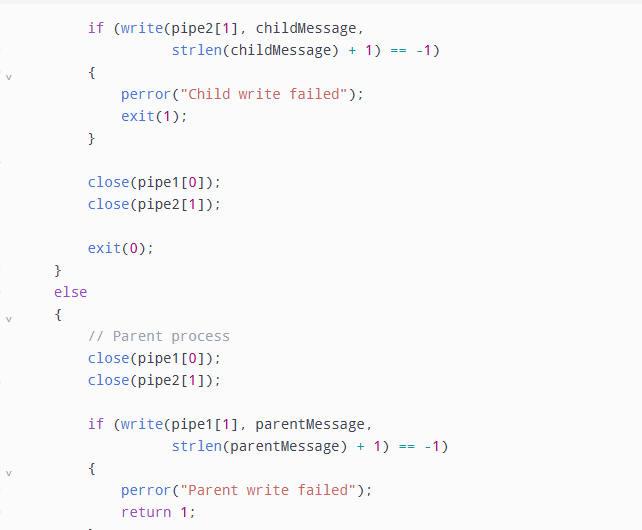 if (write(pipe2[1], childMessage,
strlen(childMessage) + 1) == -1)
{
perror("Child write failed");
exit(1);
}
close(pipe1[0]);
close(pipe2[1]);
exit(0);
}
else
{
// Parent process
close(pipe1[0]);
close(pipe2[1]);
if (write(pipe1[1], parentMessage,
strlen(parentMessage) + 1) == -1)
{
perror("Parent write failed");
return 1;